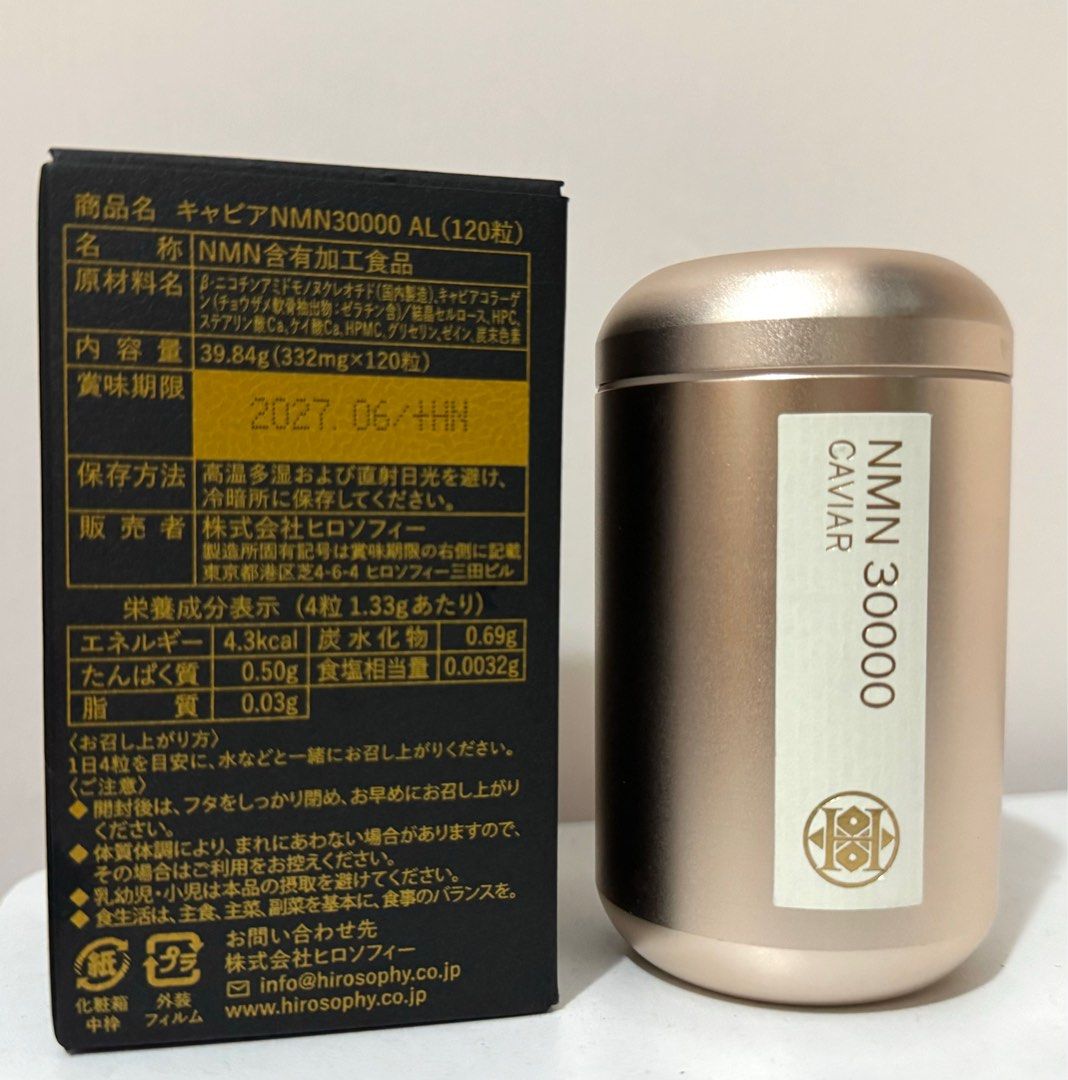 商品名 キャビアNMN30000 AL(120粒)
名称 NMN含有加工食品
原材料名 β-ニコチンアミドモノヌクレオチド(国内製造)、キャビアコラーゲ
ン(チョウザメ軟骨抽出物:ゼラチン含)/結晶セルロース、HPC、
ステアリン酸Ca、ケイ酸Ca、HPMC、グリセリン、ゼイン、炭末色素
内容量 39.84g(332mg×120粒)
賞味期限 2027.06/+HN
保存方法 高温多湿および直射日光を避け、
冷暗所に保存してください。
販売者 株式会社ヒロソフィー
製造所固有記号は賞味期限の右側に記載
東京都港区芝4-6-4 ヒロソフィー三田ビル
栄養成分表示 (4粒 1.33gあたり)
エネルギー 4.3kcal 炭水化物 0.69g
たんぱく質 0.50g 食塩相当量 0.0032g
脂質 0.03g
〈お召し上がり方〉
1日4粒を目安に、水などと一緒にお召し上がりください。
〈ご注意〉
◆開封後は、フタをしっかり閉め、お早めにお召し上がり
ください。
◆体質体調により、まれにあわない場合がありますので、
その場合はご利用をお控えください。
◆乳幼児・小児は本品の摂取を避けてください。
◆食生活は、主食、主菜、副菜を基本に、食事のバランスを。
紙
化粧箱
中枠
プラ
外装
フィルム
お問い合わせ先
株式会社ヒロソフィー
info@hirosophy.co.jp
www.hirosophy.co.jp
NMN 30000
CAVIAR